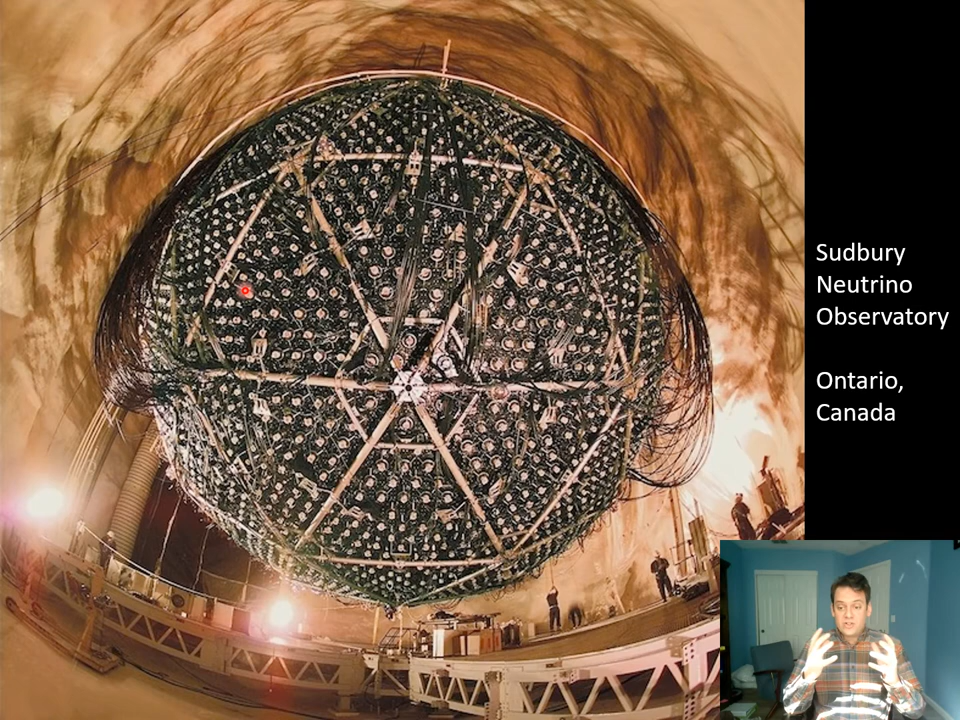 Sudbury
Neutrino
Observatory
Ontario,
Canada